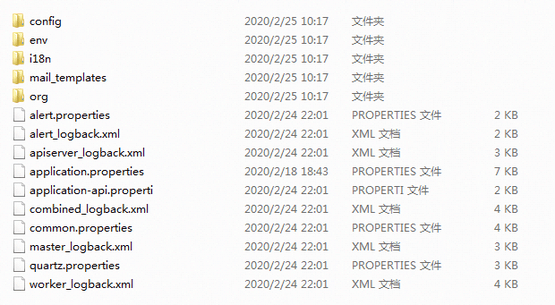 config 2020/2/25 10:17 文件夹
env 2020/2/25 10:17 文件夹
i18n 2020/2/25 10:17 文件夹
mail_templates 2020/2/25 10:17 文件夹
org 2020/2/25 10:17 文件夹
alert.properties 2020/2/24 22:01 PROPERTIES 文件 2 KB
alert_logback.xml 2020/2/24 22:01 XML 文档 2 KB
apiserver_logback.xml 2020/2/24 22:01 XML 文档 3 KB
application.properties 2020/2/18 18:43 PROPERTIES 文件 7 KB
application-api.properti 2020/2/24 22:01 PROPERTI 文件 2 KB
combined_logback.xml 2020/2/24 22:01 XML 文档 4 KB
common.properties 2020/2/24 22:01 PROPERTIES 文件 4 KB
master_logback.xml 2020/2/24 22:01 XML 文档 3 KB
quartz.properties 2020/2/24 22:01 PROPERTIES 文件 3 KB
worker_logback.xml 2020/2/24 22:01 XML 文档 4 KB